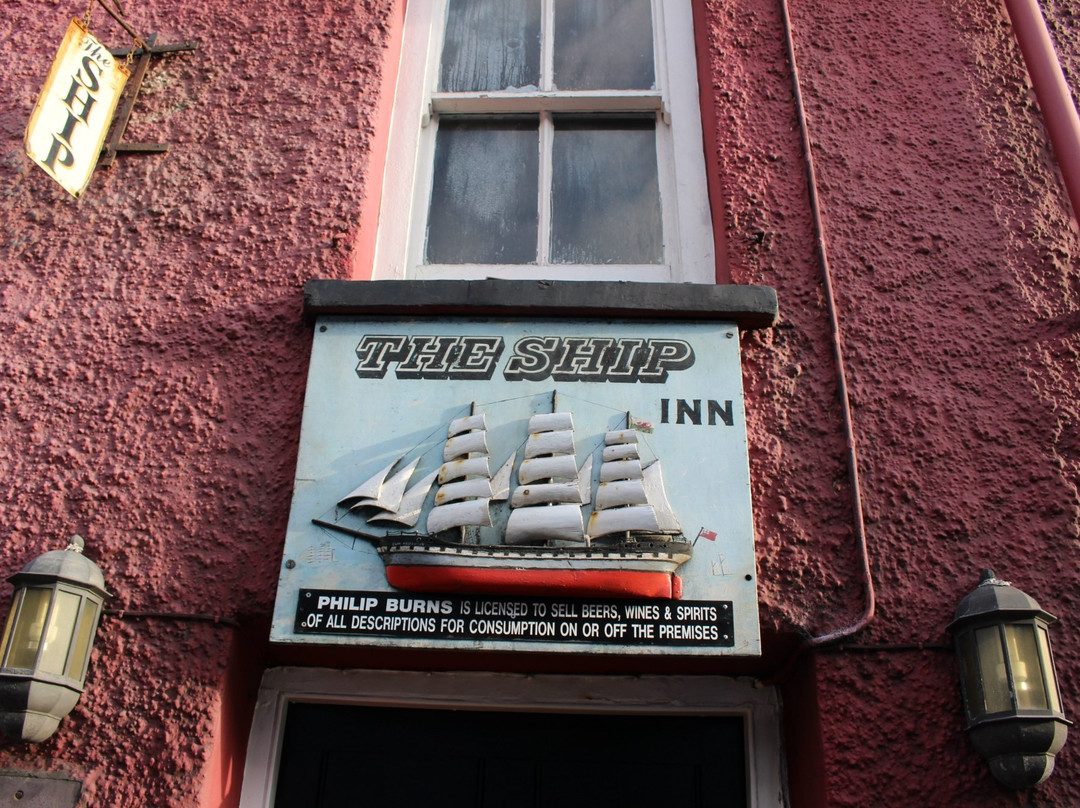 The
SHIP
THE SHIP
INN
PHILIP BURNS IS LICENSED TO SELL BEERS, WINES & SPIRITS
OF ALL DESCRIPTIONS FOR CONSUMPTION ON OR OFF THE PREMISES